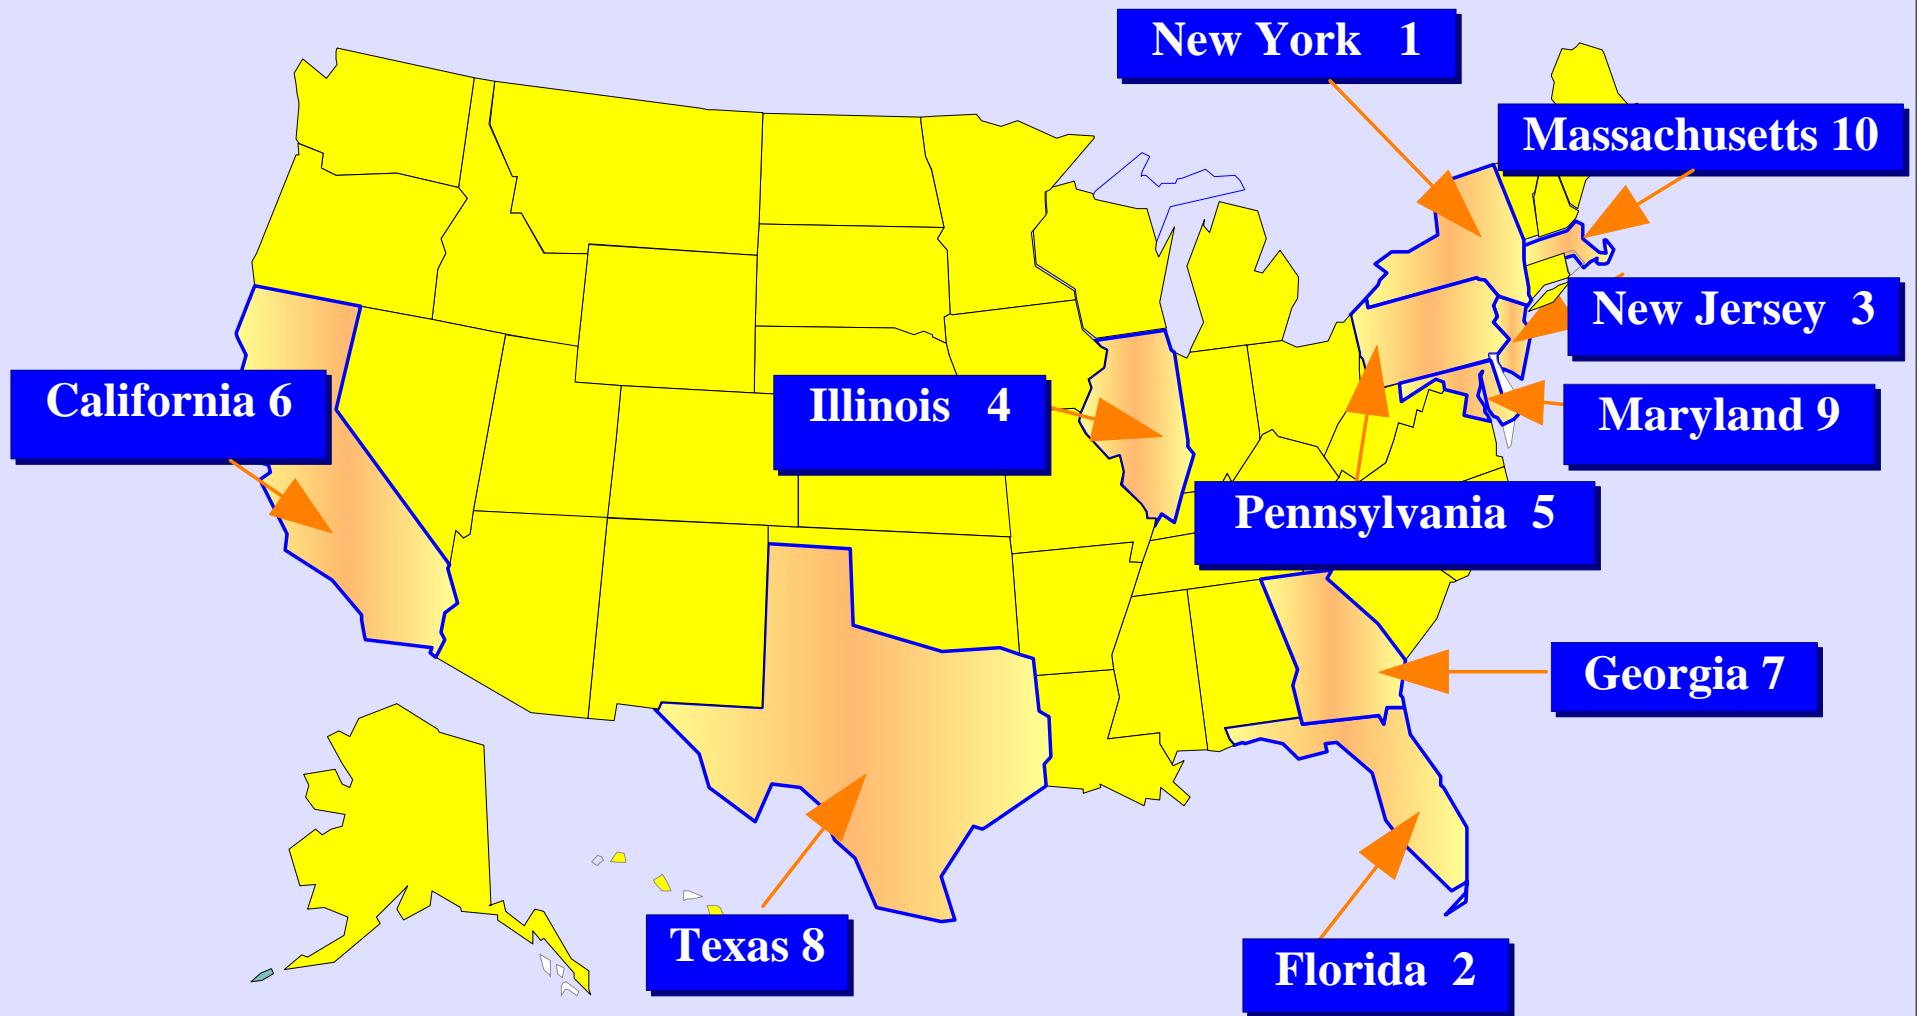 New York 1
Massachusetts 10
New Jersey 3
California 6
Illinois 4
Maryland 9
Pennsylvania 5
Georgia 7
Texas 8
Florida 2